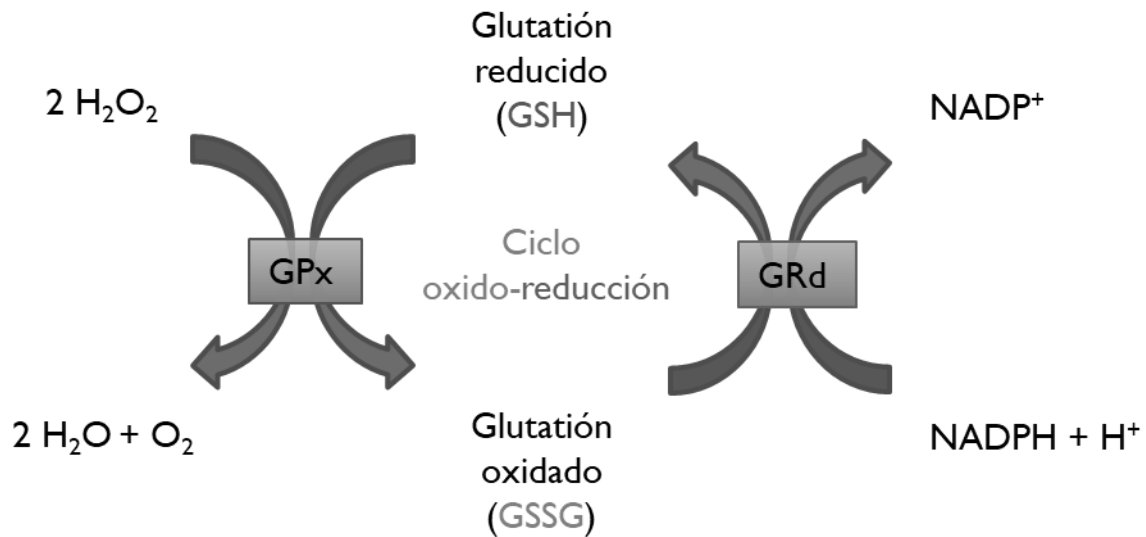 Glutatión
reducido
(GSH)
2 H₂O₂
NADP⁺
GPx
Ciclo
oxido-reducción
GRd
2 H₂O + O₂
Glutatión
oxidado
(GSSG)
NADPH + H⁺